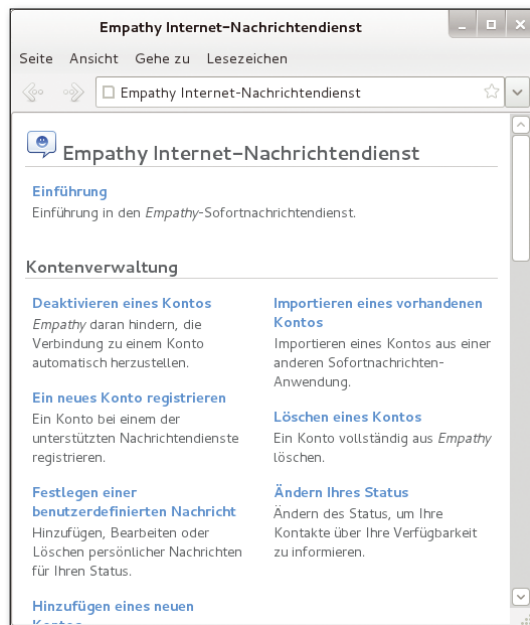 Empathy Internet-Nachrichtendienst
Seite Ansicht Gehe zu Lesezeichen
Empathy Internet-Nachrichtendienst
Empathy Internet-Nachrichtendienst
Einführung
Einführung in den Empathy-Sofortnachrichtendienst.
Kontenverwaltung
Deaktivieren eines Kontos
Empathy daran hindern, die
Verbindung zu einem Konto
automatisch herzustellen.
Ein neues Konto registrieren
Ein Konto bei einem der
unterstützten Nachrichtendienste
registrieren.
Festlegen einer
benutzerdefinierten Nachricht
Hinzufügen, Bearbeiten oder
Löschen persönlicher Nachrichten
für Ihren Status.
Hinzufügen eines neuen
Kontos
Importieren eines vorhandenen
Kontos
Importieren eines Kontos aus einer
anderen Sofortnachrichten-
Anwendung.
Löschen eines Kontos
Ein Konto vollständig aus Empathy
löschen.
Ändern Ihres Status
Ändern des Status, um Ihre
Kontakte über Ihre Verfügbarkeit
zu informieren.